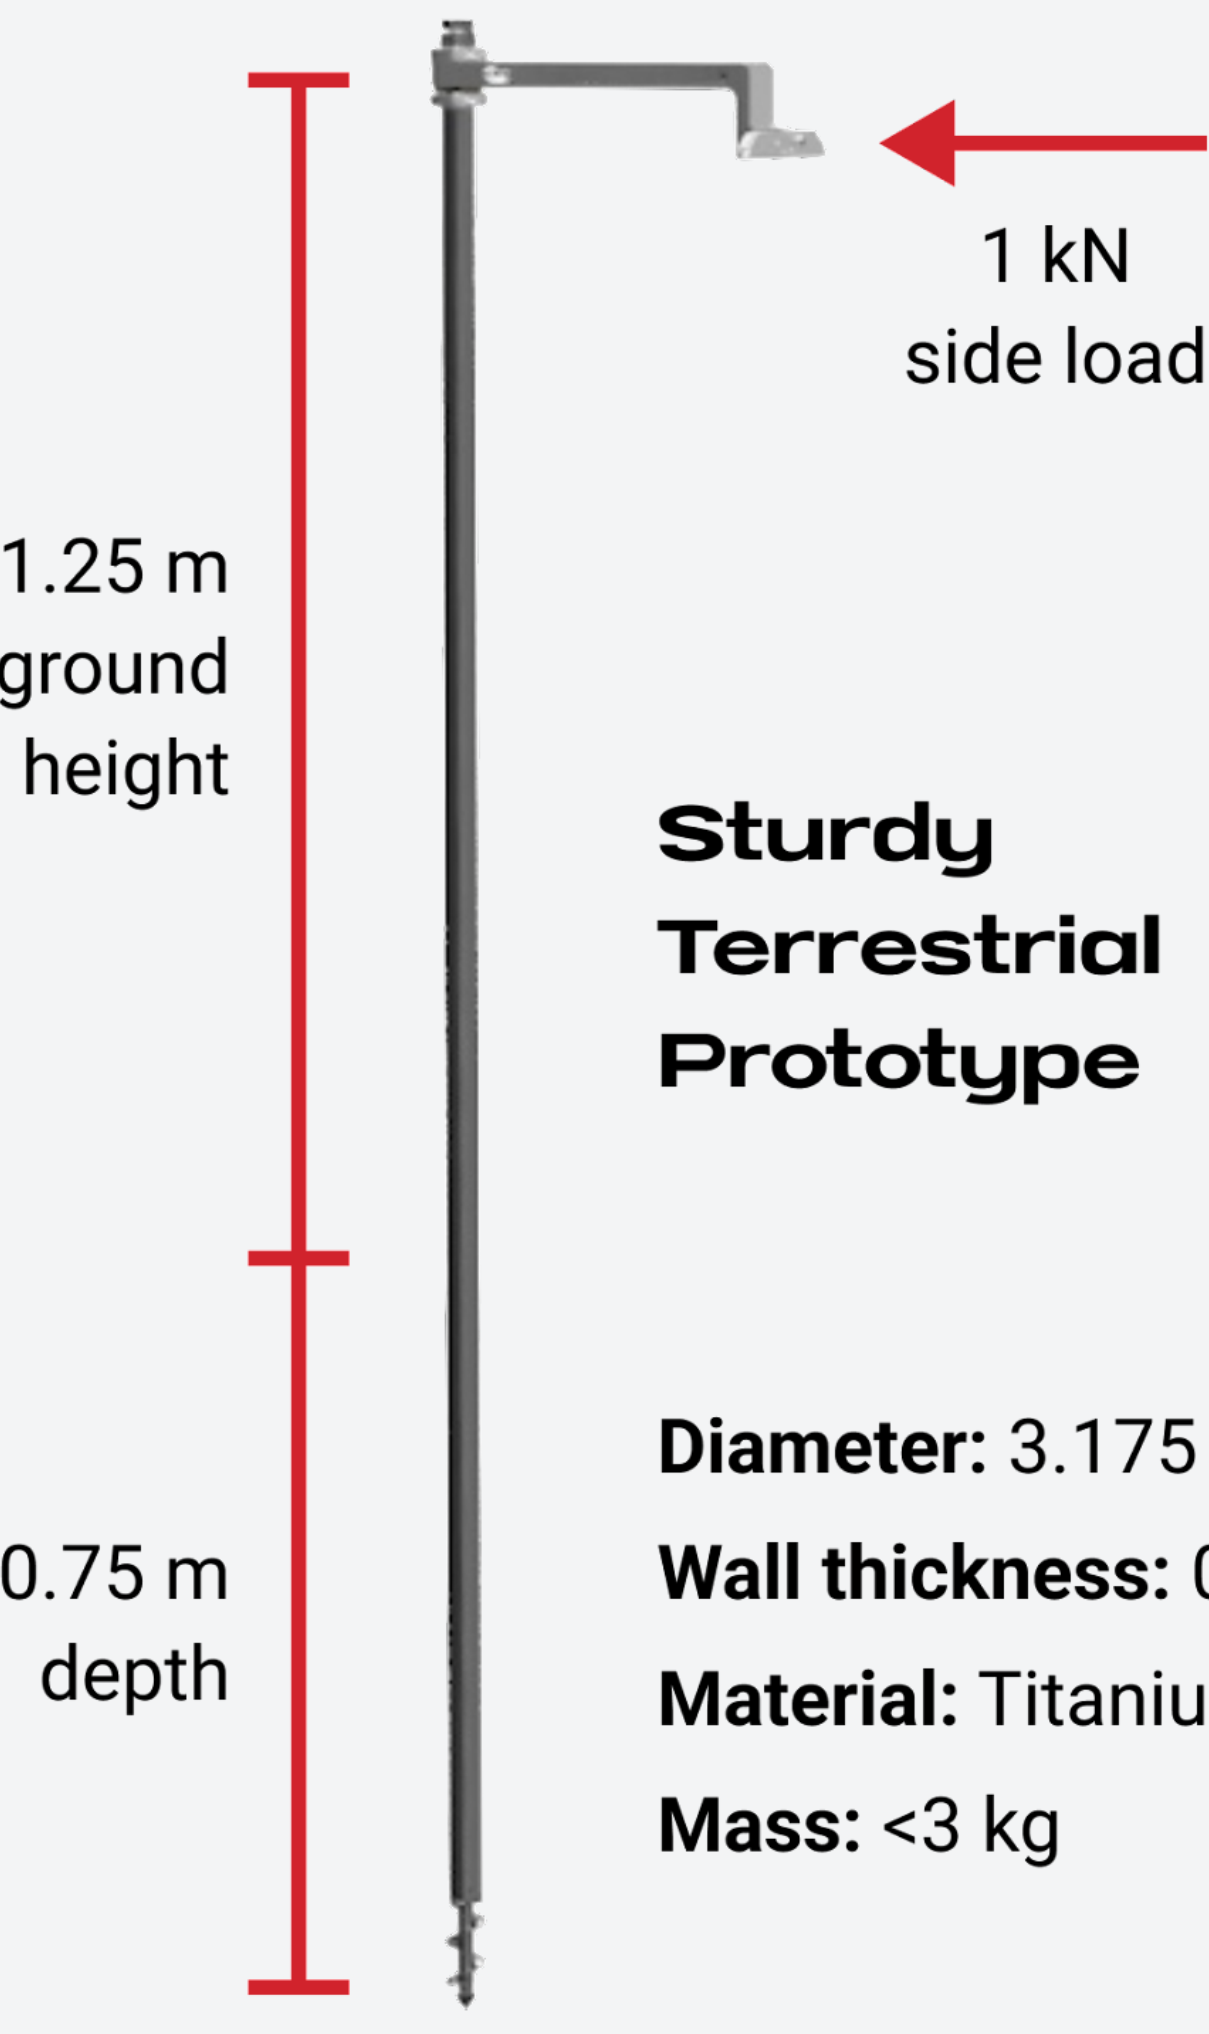 1 kN
side load
1.25 m
ground
height
Sturdy
Terrestrial
Prototype
Diameter: 3.175
Wall thickness:
0.75 m
depth
Material:
Mass: <3 kg